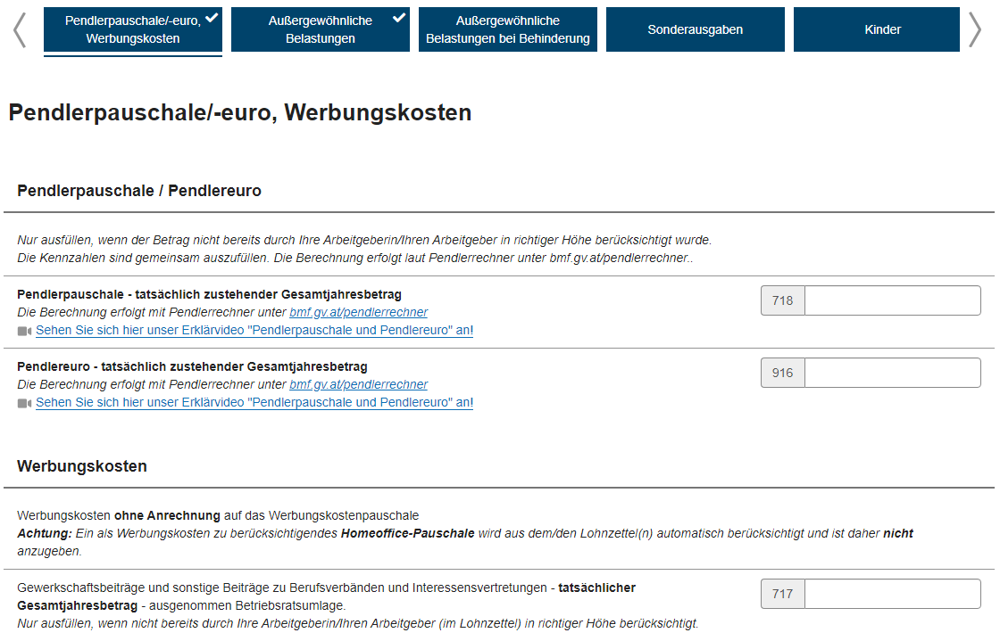 Pendlerpauschale/-euro,
Werbungskosten
Außergewöhnliche
Belastungen
Außergewöhnliche
Belastungen bei Behinderung
Sonderausgaben
Kinder
Pendlerpauschale/-euro, Werbungskosten
Pendlerpauschale / Pendlereuro
Nur ausfüllen, wenn der Betrag nicht bereits durch Ihre Arbeitgeberin/Ihren Arbeitgeber in richtiger Höhe berücksichtigt wurde.
Die Kennzahlen sind gemeinsam auszufüllen. Die Berechnung erfolgt laut Pendlerrechner unter bmf.gv.at/pendlerrechner..
Pendlerpauschale - tatsächlich zustehender Gesamtjahresbetrag
718
Die Berechnung erfolgt mit Pendlerrechner unter bmf.gv.at/pendlerrechner
Sehen Sie sich hier unser Erklärvideo "Pendlerpauschale und Pendlereuro" an!
Pendlereuro - tatsächlich zustehender Gesamtjahresbetrag
916
Die Berechnung erfolgt mit Pendlerrechner unter bmf.gv.at/pendlerrechner
Sehen Sie sich hier unser Erklärvideo "Pendlerpauschale und Pendlereuro" an!
Werbungskosten
Werbungskosten ohne Anrechnung auf das Werbungskostenpauschale
Achtung: Ein als Werbungskosten zu berücksichtigendes Homeoffice-Pauschale wird aus dem/den Lohnzettel(n) automatisch berücksichtigt und ist daher nicht
anzugeben.
Gewerkschaftsbeiträge und sonstige Beiträge zu Berufsverbänden und Interessensvertretungen - tatsächlicher
717
Gesamtjahresbetrag - ausgenommen Betriebsratsumlage.
Nur ausfüllen, wenn nicht bereits durch Ihre Arbeitgeberin/Ihren Arbeitgeber (im Lohnzettel) in richtiger Höhe berücksichtigt.